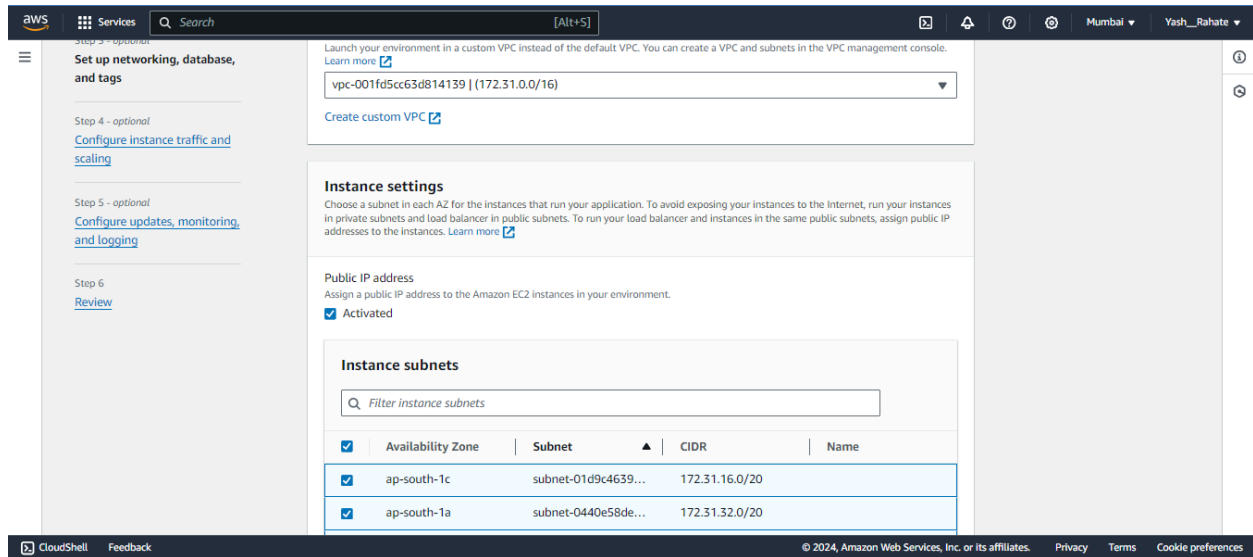 aws
Services
Search
[Alt+S]
Mumbai
Yash__Rahate
Step 3 - optional
Set up networking, database,
and tags
Step 4 - optional
Configure instance traffic and
scaling
Step 5 - optional
Configure updates, monitoring,
and logging
Step 6
Review
Launch your environment in a custom VPC instead of the default VPC. You can create a VPC and subnets in the VPC management console.
Learn more
vpc-001fd5cc63d814139 | (172.31.0.0/16)
Create custom VPC
Instance settings
Choose a subnet in each AZ for the instances that run your application. To avoid exposing your instances to the Internet, run your instances
in private subnets and load balancer in public subnets. To run your load balancer and instances in the same public subnets, assign public IP
addresses to the instances. Learn more
Public IP address
Assign a public IP address to the Amazon EC2 instances in your environment.
Activated
Instance subnets
Filter instance subnets
Availability Zone Subnet CIDR Name
ap-south-1c subnet-01d9c4639... 172.31.16.0/20
ap-south-1a subnet-0440e58de... 172.31.32.0/20
CloudShell Feedback © 2024, Amazon Web Services, Inc. or its affiliates. Privacy Terms Cookie preferences